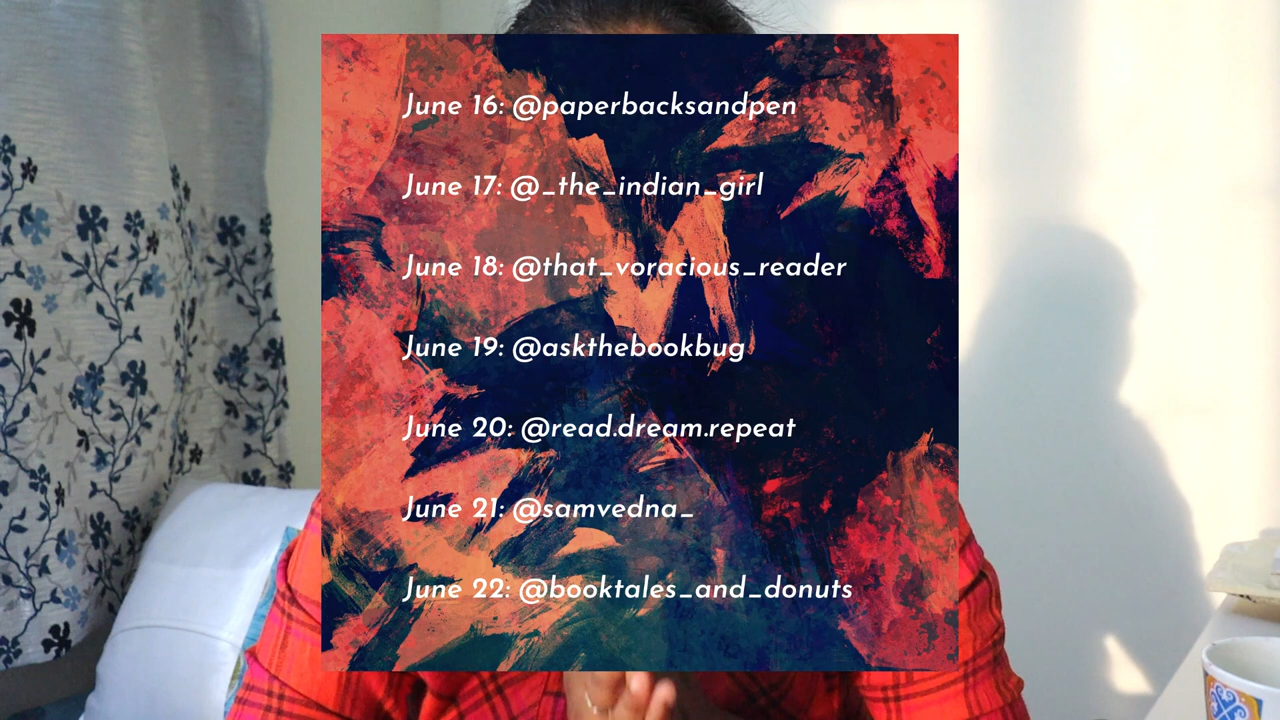 June 16: @paperbacksandpen
June 17: @_the_indian_girl
June 18: @that_voracious_reader
June 19: @askthebookbug
June 20: @read.dream.repeat
June 21: @samvedna_
June 22: @booktales_and_donuts